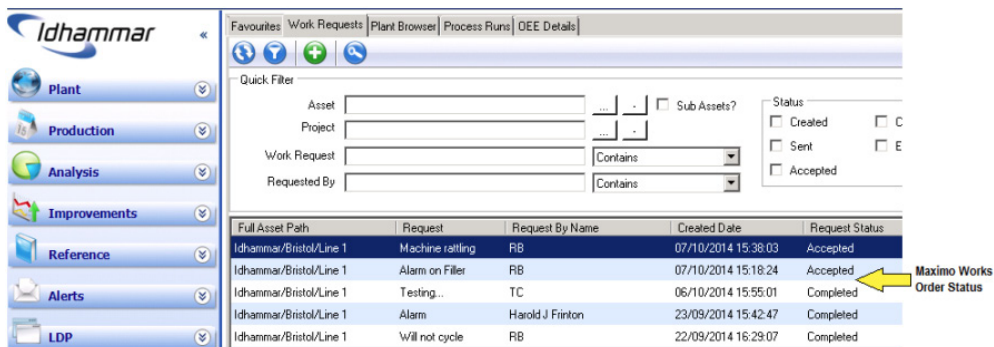 Idhammar «
Plant
Production
Analysis
Improvements
Reference
Alerts
LDP
Favourites Work Requests Plant Browser Process Runs OEE Details
Quick Filter
Asset ... . Sub Assets?
Project ... .
Work Request Contains
Requested By Contains
Status
Created C
Sent E
Accepted
Full Asset Path Request Request By Name Created Date Request Status
Idhammar/Bristol/Line 1 Machine rattling RB 07/10/2014 15:38:03 Accepted
Idhammar/Bristol/Line 1 Alarm on Filler RB 07/10/2014 15:18:24 Accepted
Idhammar/Bristol/Line 1 Testing... TC 06/10/2014 15:55:01 Completed
Idhammar/Bristol/Line 1 Alarm Harold J Frinton 23/09/2014 15:42:47 Completed
Idhammar/Bristol/Line 1 Will not cycle RB 22/09/2014 16:29:07 Completed
Maximo Works
Order Status